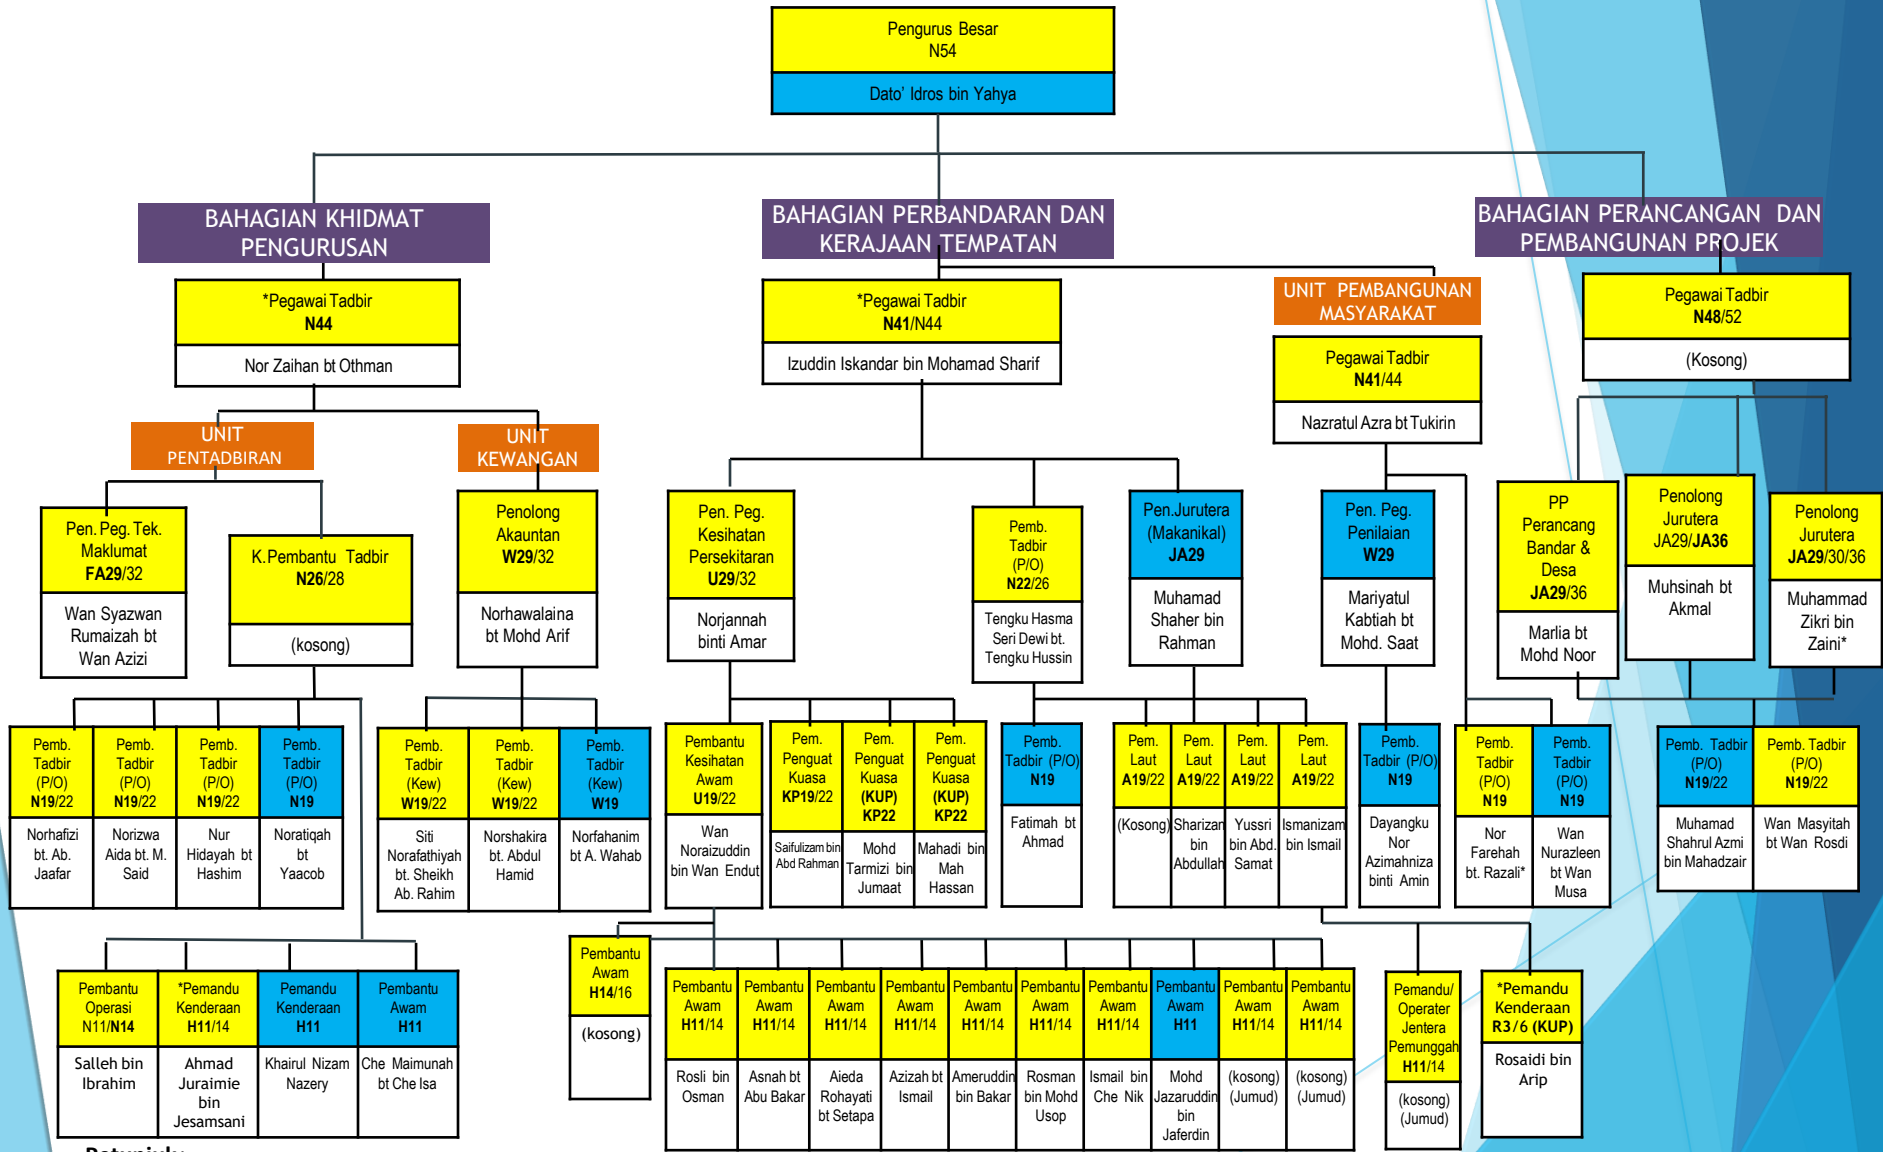 Pengurus Besar
N54
Dato' Idros bin Yahya
BAHAGIAN KHIDMAT
PENGURUSAN
BAHAGIAN PERBANDARAN DAN
KERAJAAN TEMPATAN
BAHAGIAN PERANCANGAN DAN
PEMBANGUNAN PROJEK
*Pegawai Tadbir
N44
Nor Zaihan bt Othman
*Pegawai Tadbir
N41/N44
Izuddin Iskandar bin Mohamad Sharif
UNIT PEMBANGUNAN
MASYARAKAT
Pegawai Tadbir
N41/44
Nazratul Azra bt Tukirin
Pegawai Tadbir
N48/52
(Kosong)
UNIT
PENTADBIRAN
UNIT
KEWANGAN
Pen. Peg. Tek.
Maklumat
FA29/32
Wan Syazwan
Rumaizah bt
Wan Azizi
K.Pembantu Tadbir
N26/28
(kosong)
Penolong
Akauntan
W29/32
Norhawalaina
bt Mohd Arif
Pen. Peg.
Kesihatan
Persekitaran
U29/32
Norjannah
binti Amar
Pemb.
Tadbir
(P/O)
N22/26
Tengku Hasma
Seri Dewi bt.
Tengku Hussin
Pen.Jurutera
(Makanikal)
JA29
Muhamad
Shaher bin
Rahman
Pen. Peg.
Penilaian
W29
Mariyatul
Kabtiah bt
Mohd. Saat
PP
Perancang
Bandar &
Desa
JA29/36
Marlia bt
Mohd Noor
Penolong
Jurutera
JA29/JA36
Muhsinah bt
Akmal
Penolong
Jurutera
JA29/30/36
Muhammad
Zikri bin
Zaini*
Pemb.
Tadbir
(P/O)
N19/22
Norhafizi
bt. Ab.
Jaafar
Pemb.
Tadbir
(P/O)
N19/22
Norizwa
Aida bt. M.
Said
Pemb.
Tadbir
(P/O)
N19/22
Nur
Hidayah bt
Hashim
Pemb.
Tadbir
(P/O)
N19
Noratiqah
bt
Yaacob
Pemb.
Tadbir
(Kew)
W19/22
Siti
Norafathiyah
bt. Sheikh
Ab. Rahim
Pemb.
Tadbir
(Kew)
W19/22
Norshakira
bt. Abdul
Hamid
Pemb.
Tadbir
(Kew)
W19
Norfahanim
bt A. Wahab
Pembantu
Kesihatan
Awam
U19/22
Wan
Noraizuddin
bin Wan Endut
Pem.
Penguat
Kuasa
KP19/22
Saifulizam bin
Abd Rahman
Pem.
Penguat
Kuasa
(KUP)
KP22
Mohd
Tarmizi bin
Jumaat
Pem.
Penguat
Kuasa
(KUP)
KP22
Mahadi bin
Mah
Hassan
Pemb.
Tadbir (P/O)
N19
Fatimah bt
Ahmad
Pem.
Laut
A19/22
(Kosong)
Pem.
Laut
A19/22
Sharizan
bin
Abdullah
Pem.
Laut
A19/22
Yussri
bin Abd.
Samat
Pem.
Laut
A19/22
Ismanizam
bin Ismail
Pemb.
Tadbir (P/O)
N19
Dayangku
Nor
Azimahniza
binti Amin
Pemb.
Tadbir
(P/O)
N19
Nor
Farehah
bt. Razali*
Pemb.
Tadbir
(P/O)
N19
Wan
Nurazleen
bt Wan
Musa
Pemb. Tadbir
(P/O)
N19/22
Muhamad
Shahrul Azmi
bin Mahadzair
Pemb. Tadbir
(P/O)
N19/22
Wan Masyitah
bt Wan Rosdi
Pembantu
Operasi
N11/N14
Salleh bin
Ibrahim
*Pemandu
Kenderaan
H11/14
Ahmad
Juraimie
bin
Jesamsani
Pemandu
Kenderaan
H11
Khairul Nizam
Nazery
Pembantu
Awam
H11
Che Maimunah
bt Che Isa
Pembantu
Awam
H14/16
(kosong)
Pembantu
Awam
H11/14
Rosli bin
Osman
Pembantu
Awam
H11/14
Asnah bt
Abu Bakar
Pembantu
Awam
H11/14
Aieda
Rohayati
bt Setapa
Pembantu
Awam
H11/14
Azizah bt
Ismail
Pembantu
Awam
H11/14
Ameruddin
bin Bakar
Pembantu
Awam
H11/14
Rosman
bin Mohd
Usop
Pembantu
Awam
H11/14
Ismail bin
Che Nik
Pembantu
Awam
H11
Mohd
Jazaruddin
bin
Jaferdin
Pembantu
Awam
H11/14
(kosong)
(Jumud)
Pembantu
Awam
H11/14
(kosong)
(Jumud)
Pemandu/
Operater
Jentera
Pemunggah
H11/14
(kosong)
(Jumud)
*Pemandu
Kenderaan
R3/6 (KUP)
Rosaidi bin
Arip